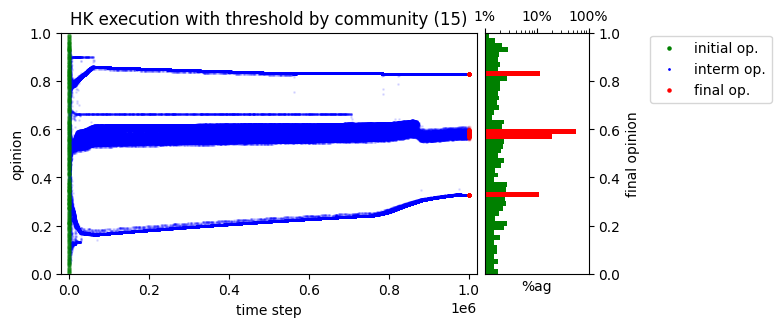 HK execution with threshold by community (15)
1% 10% 100%
1.0 1.0
0.8 0.8
0.6 0.6
0.4 0.4
0.2 0.2
0.0 0.0
opinion
final opinion
0.0 0.2 0.4 0.6 0.8 1.0
1e6
time step
%ag
initial op.
interm op.
final op.